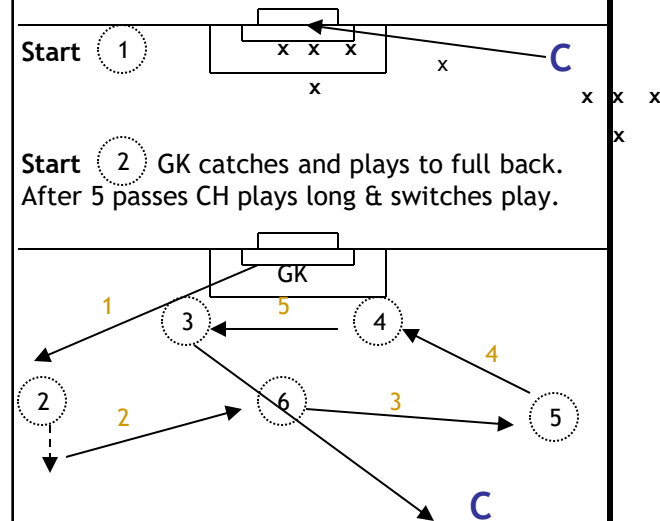 Start 1
x x x
x
C
x
x x x
x
Start 2 GK catches and plays to full back.
After 5 passes CH plays long & switches play.
GK
1
5
3
4
4
2
2
6
3
5
C